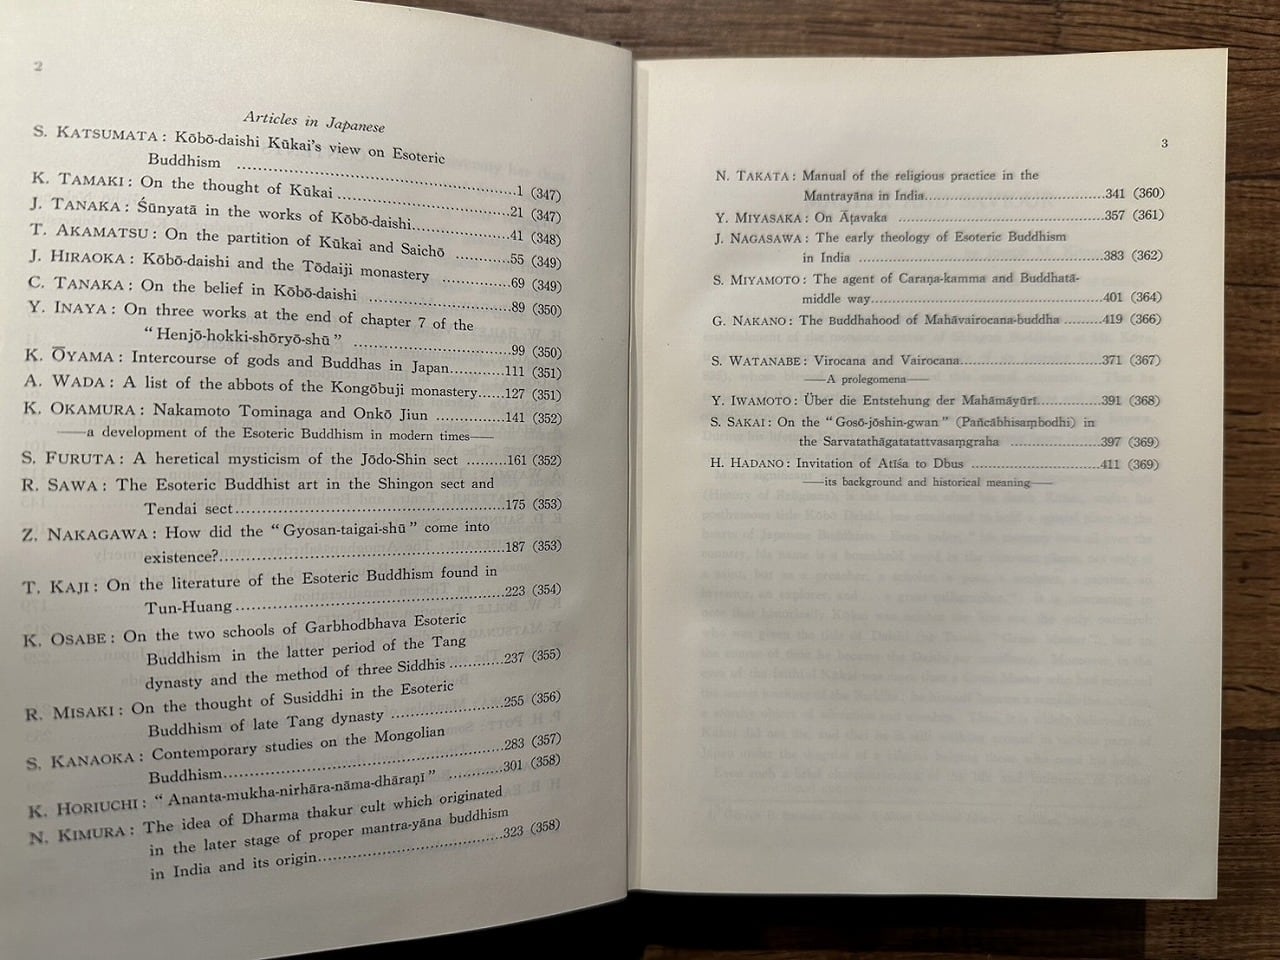 2
Articles in Japanese
S. KATSUMATA: Kōbō-daishi Kūkai's view on Esoteric
Buddhism ........1 (347)
K. TAMAKI: On the thought of Kūkai ........21 (347)
J. TANAKA: Śūnyatā in the works of Kōbō-daishi........41 (348)
T. AKAMATSU: On the partition of Kūkai and Saichō ........55 (349)
J. HIRAOKA: Kōbō-daishi and the Tōdaiji monastery ........69 (349)
C. TANAKA: On the belief in Kōbō-daishi ........89 (350)
Y. INAYA: On three works at the end of chapter 7 of the
"Henjō-hokki-shōryō-shū" ........99 (350)
K. ŌYAMA: Intercourse of gods and Buddhas in Japan........111 (351)
A. WADA: A list of the abbots of the Kongōbuji monastery......127 (351)
K. OKAMURA: Nakamoto Tominaga and Onkō Jiun ........141 (352)
——a development of the Esoteric Buddhism in modern times——
S. FURUTA: A heretical mysticism of the Jōdo-Shin sect ........161 (352)
R. SAWA: The Esoteric Buddhist art in the Shingon sect and
Tendai sect........175 (353)
Z. NAKAGAWA: How did the "Gyosan-taigai-shū" come into
existence?........187 (353)
T. KAJI: On the literature of the Esoteric Buddhism found in
Tun-Huang........223 (354)
K. OSABE: On the two schools of Garbhodbhava Esoteric
Buddhism in the latter period of the Tang
dynasty and the method of three Siddhis ........237 (355)
R. MISAKI: On the thought of Susiddhi in the Esoteric
Buddhism of late Tang dynasty ........255 (356)
S. KANAOKA: Contemporary studies on the Mongolian
Buddhism........283 (357)
K. HORIUCHI: "Ananta-mukha-nirhāra-nāma-dhāraṇī" ........301 (358)
N. KIMURA: The idea of Dharma thakur cult which originated
in the later stage of proper mantra-yāna buddhism
in India and its origin........323 (358)
3
N. TAKATA: Manual of the religious practice in the
Mantrayāna in India........341 (360)
Y. MIYASAKA: On Āṭavaka ........357 (361)
J. NAGASAWA: The early theology of Esoteric Buddhism
in India ........383 (362)
S. MIYAMOTO: The agent of Caraṇa-kamma and Buddhatā-
middle way........401 (364)
G. NAKANO: The Buddhahood of Mahāvairocana-buddha ........419 (366)
S. WATANABE: Virocana and Vairocana........371 (367)
——A prolegomena——
Y. IWAMOTO: Über die Entstehung der Mahāmāyūrī........391 (368)
S. SAKAI: On the "Gosō-jōshin-gwan" (Pañcābhisaṃbodhi) in
the Sarvatathāgatatattvasaṃgraha ........397 (369)
H. HADANO: Invitation of Atīśa to Dbus ........411 (369)
——its background and historical meaning——